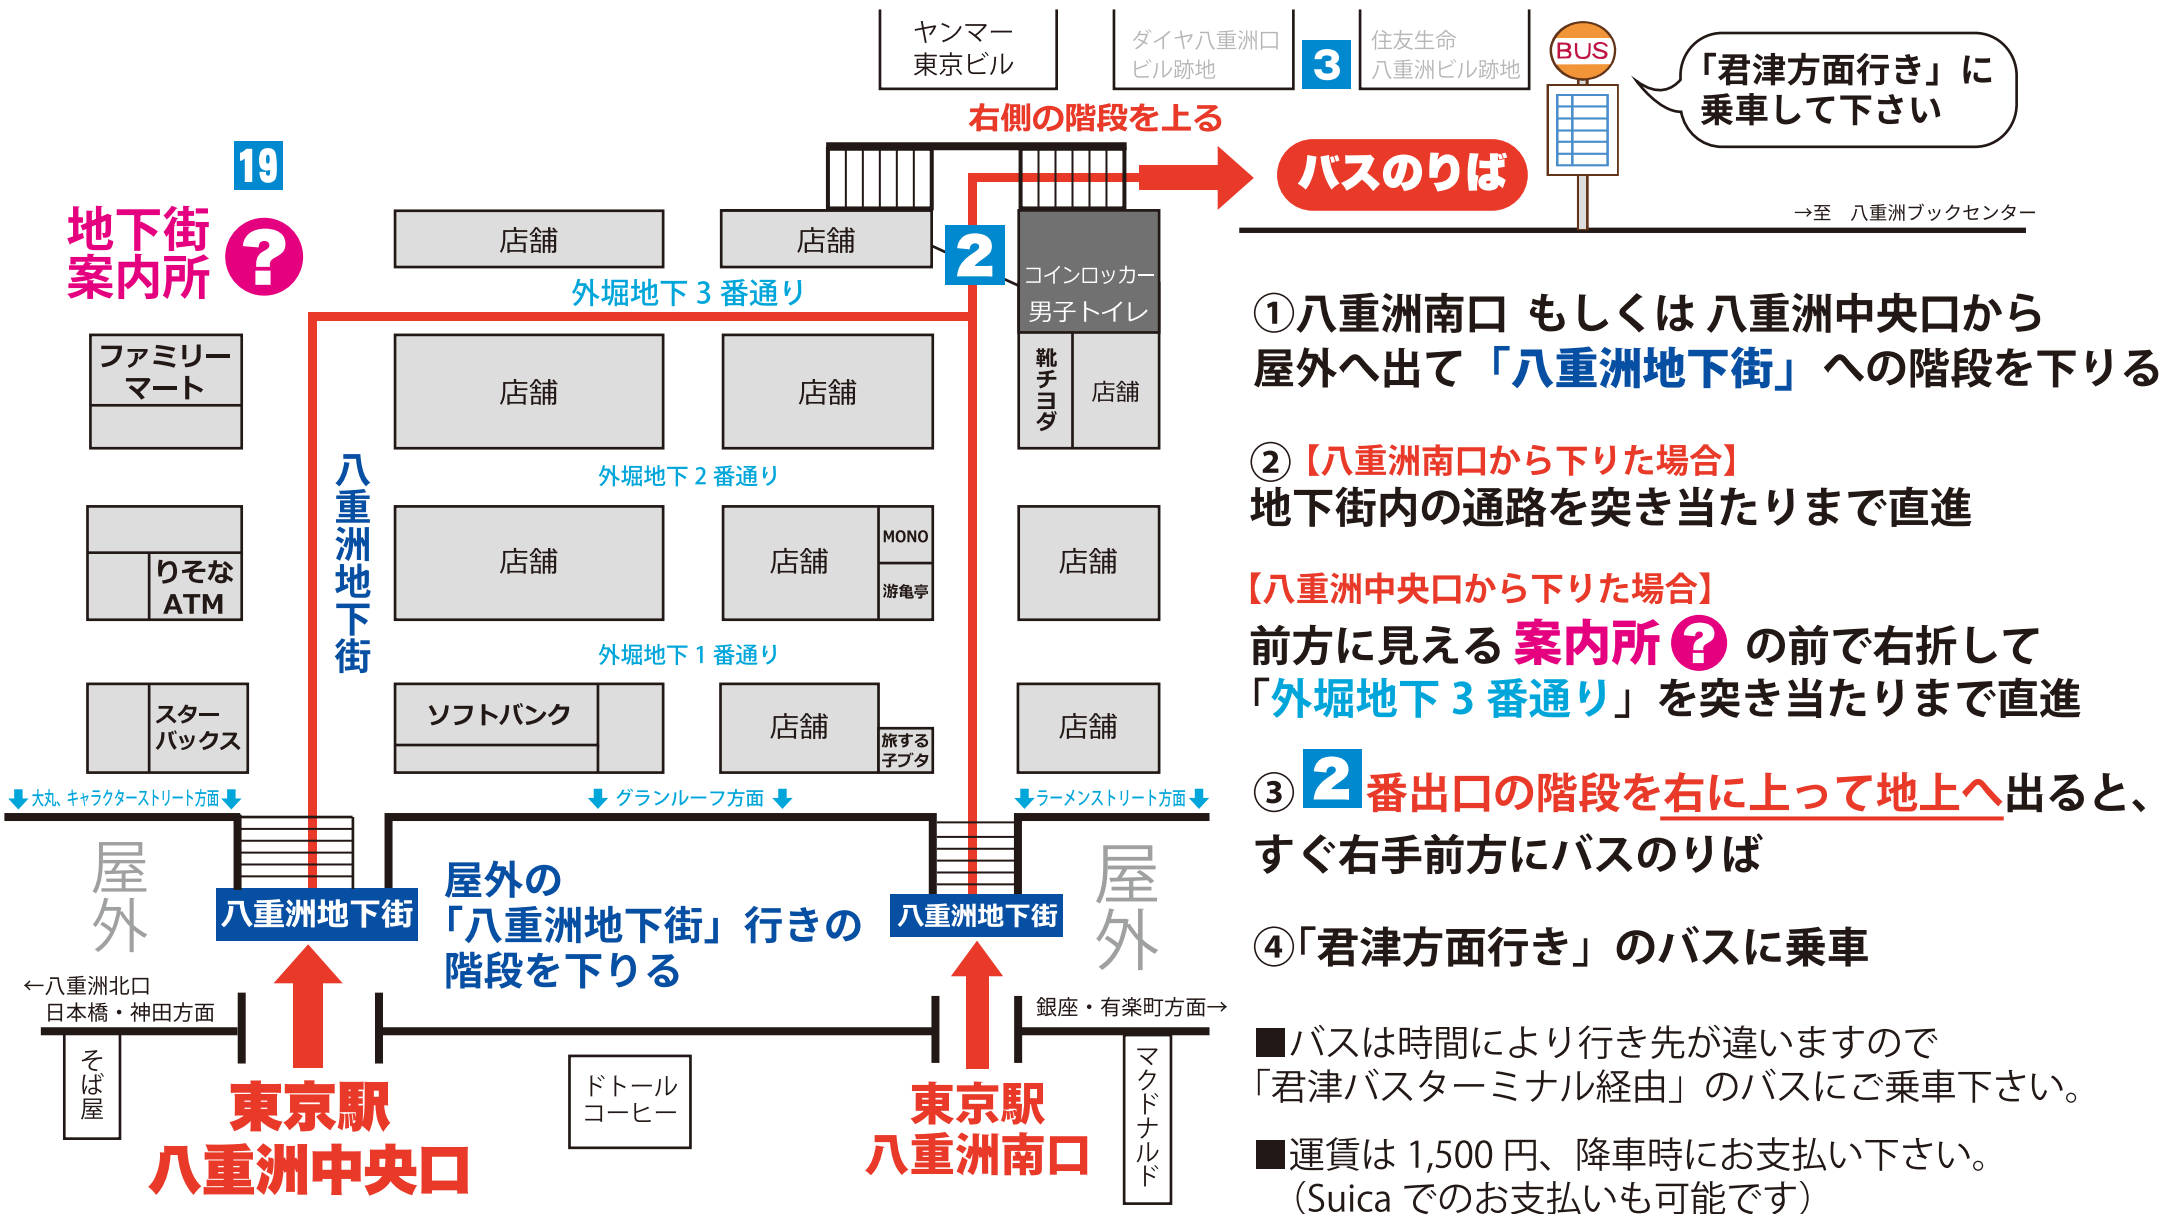 ヤンマー
東京ビル
ダイヤ八重洲口
ビル跡地
3
住友生命
八重洲ビル跡地
BUS
「君津方面行き」に
乗車して下さい
右側の階段を上る
バスのりば
→至　八重洲ブックセンター
19
地下街
案内所
?
店舗
店舗
2
コインロッカー
男子トイレ
外堀地下 3 番通り
ファミリー
マート
店舗
店舗
靴チヨダ
店舗
八重洲地下街
外堀地下 2 番通り
りそな
ATM
店舗
店舗
MONO
游亀亭
店舗
外堀地下 1 番通り
スター
バックス
ソフトバンク
店舗
旅する
子ブタ
店舗
大丸、キャラクターストリート方面
グランルーフ方面
ラーメンストリート方面
屋外
八重洲地下街
屋外の
「八重洲地下街」行きの
階段を下りる
八重洲地下街
屋外
←八重洲北口
日本橋・神田方面
銀座・有楽町方面→
そば屋
東京駅
八重洲中央口
ドトール
コーヒー
東京駅
八重洲南口
マクドナルド
①八重洲南口 もしくは 八重洲中央口から
屋外へ出て「八重洲地下街」への階段を下りる
②【八重洲南口から下りた場合】
地下街内の通路を突き当たりまで直進
【八重洲中央口から下りた場合】
前方に見える 案内所 ? の前で右折して
「外堀地下 3 番通り」を突き当たりまで直進
③ 2 番出口の階段を右に上って地上へ出ると、
すぐ右手前方にバスのりば
④「君津方面行き」のバスに乗車
■バスは時間により行き先が違いますので
「君津バスターミナル経由」のバスにご乗車下さい。
■運賃は 1,500 円、降車時にお支払い下さい。
（Suica でのお支払いも可能です）